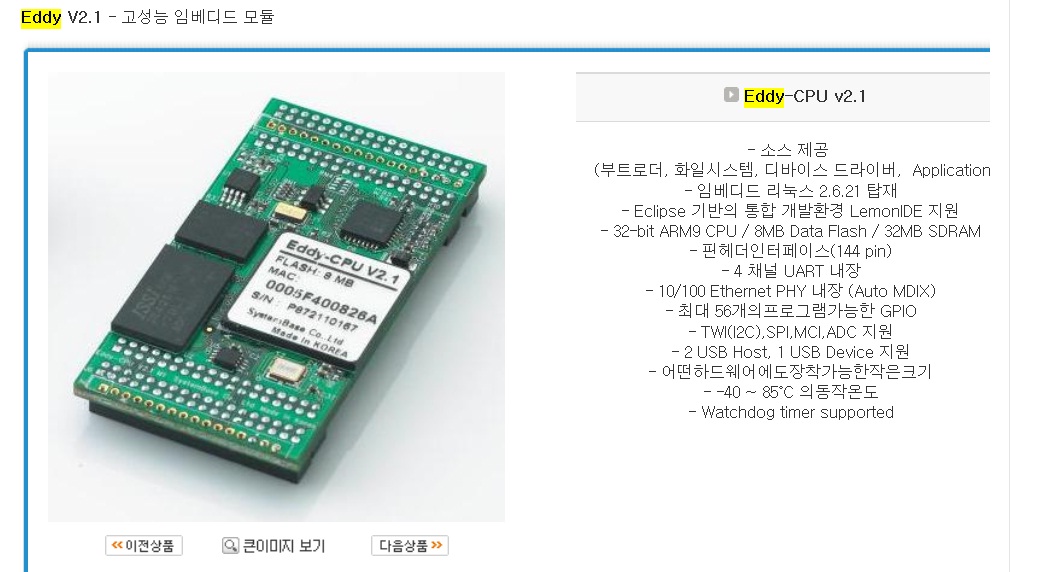 Eddy V2.1 - 고성능 임베디드 모듈
Eddy-CPU V2.1
FLASH: 8 MB
MAC:
0005F400826A
S/N : P872110167
SystemBase Co., Ltd
Made in KOREA
이전상품
큰이미지 보기
다음상품
Eddy-CPU v2.1
- 소스 제공
(부트로더, 화일시스템, 디바이스 드라이버, Application
- 임베디드 리눅스 2.6.21 탑재
- Eclipse 기반의 통합 개발환경 LemonIDE 지원
- 32-bit ARM9 CPU / 8MB Data Flash / 32MB SDRAM
- 핀헤더인터페이스(144 pin)
- 4 채널 UART 내장
- 10/100 Ethernet PHY 내장 (Auto MDIX)
- 최대 56개의프로그램가능한 GPIO
- TWI(I2C),SPI,MCI,ADC 지원
- 2 USB Host, 1 USB Device 지원
- 어떤하드웨어에도장착가능한작은크기
- -40 ~ 85°C 의동작온도
- Watchdog timer supported